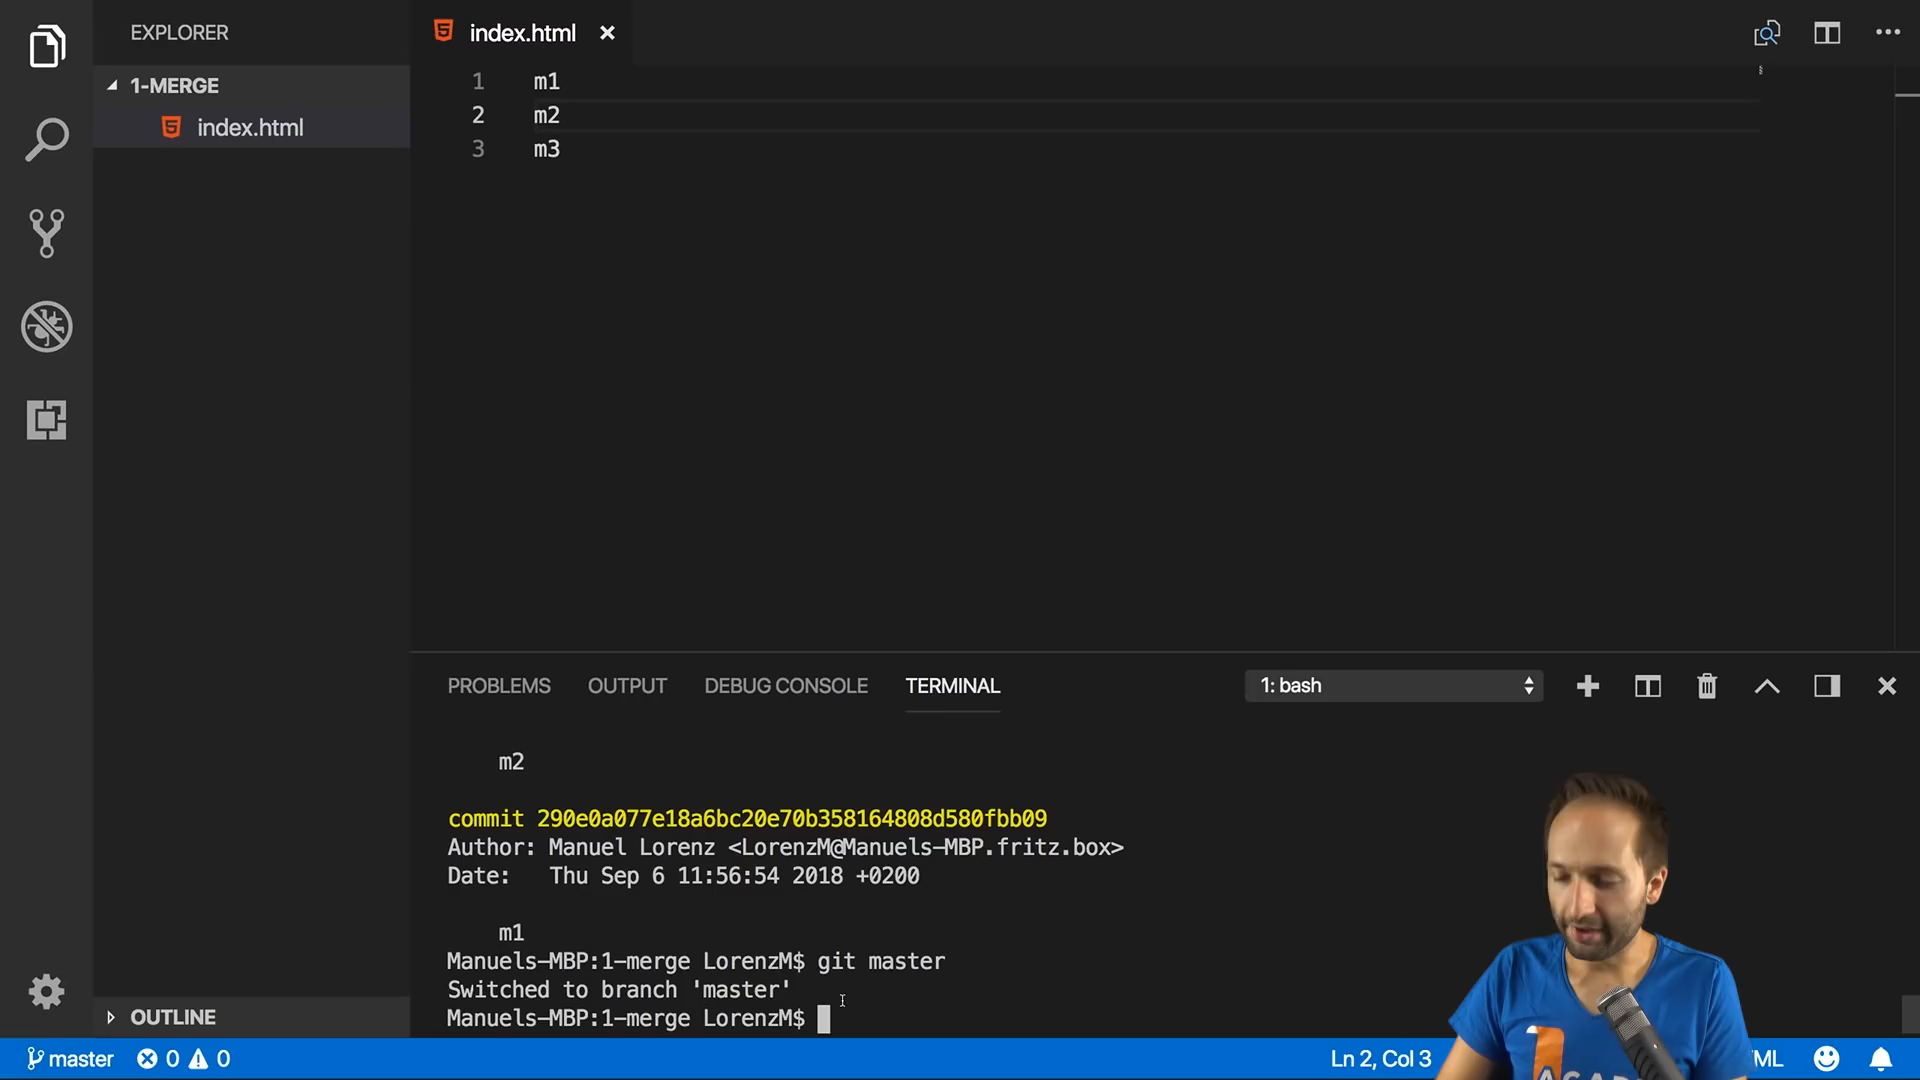 EXPLORER
index.html
1-MERGE
index.html
1 m1
2 m2
3 m3
PROBLEMS OUTPUT DEBUG CONSOLE TERMINAL
1: bash
m2
commit 290e0a077e18a6bc20e70b358164808d580fbb09
Author: Manuel Lorenz <LorenzM@Manuels-MBP.fritz.box>
Date: Thu Sep 6 11:56:54 2018 +0200
m1
Manuels-MBP:1-merge LorenzM$ git master
Switched to branch 'master'
Manuels-MBP:1-merge LorenzM$
OUTLINE
master 0 0
Ln 2, Col 3